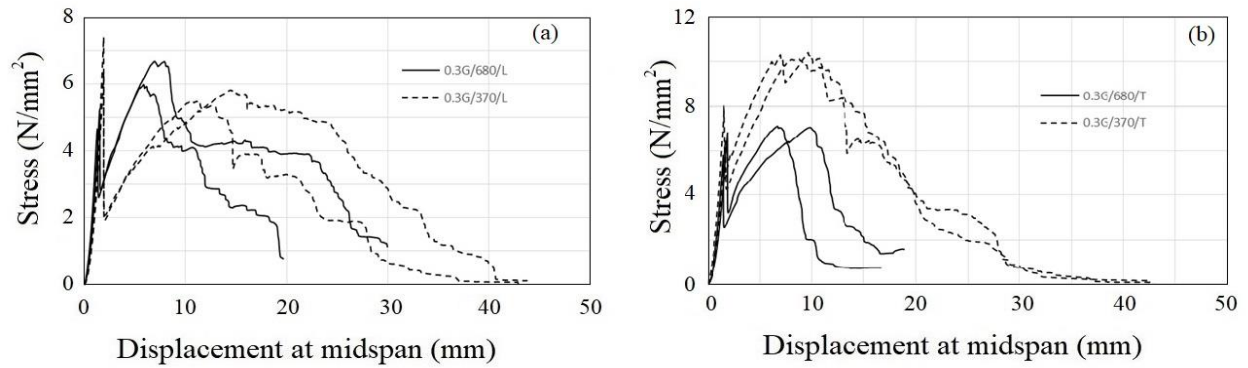 (a)
8
6
4
2
0
Stress (N/mm²)
0.3G/680/L
0.3G/370/L
0 10 20 30 40 50
Displacement at midspan (mm)
(b)
12
8
4
0
Stress (N/mm²)
0.3G/680/T
0.3G/370/T
0 10 20 30 40 50
Displacement at midspan (mm)